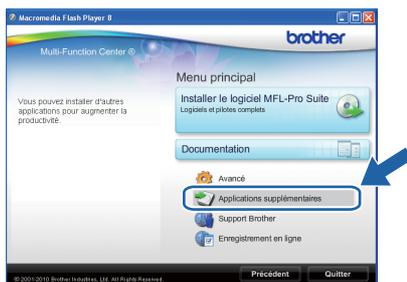 Macromedia Flash Player 8
brother
Multi-Function Center ®
Menu principal
Vous pouvez installer d'autres
applications pour augmenter la
productivité.
Installer le logiciel MFL-Pro Suite
Logiciels et pilotes complets
Documentation
Avancé
Applications supplémentaires
Support Brother
Enregistrement en ligne
Précédent
Quitter
© 2001-2010 Brother Industries, Ltd. All Rights Reserved.